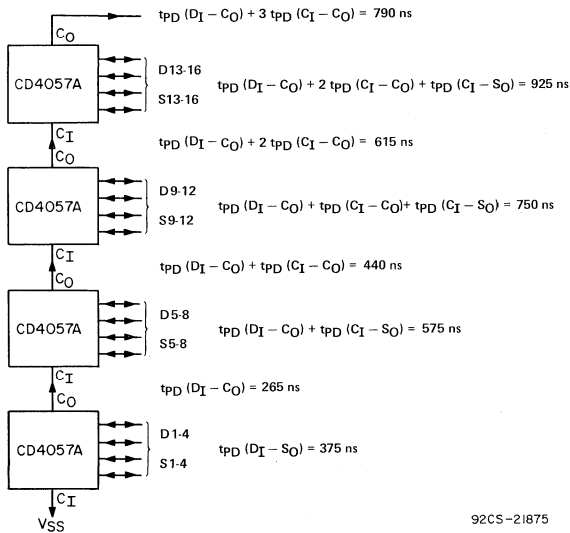 tPD (DI – CO) + 3 tPD (CI – CO) = 790 ns
CO
CD4057A
D13-16
S13-16
tPD (DI – CO) + 2 tPD (CI – CO) + tPD (CI – SO) = 925 ns
CI
tPD (DI – CO) + 2 tPD (CI – CO) = 615 ns
CO
CD4057A
D9-12
S9-12
tPD (DI – CO) + tPD (CI – CO)+ tPD (CI – SO) = 750 ns
CI
tPD (DI – CO) + tPD (CI – CO) = 440 ns
CO
CD4057A
D5-8
S5-8
tPD (DI – CO) + tPD (CI – SO) = 575 ns
CI
tPD (DI – CO) = 265 ns
CO
CD4057A
D1-4
S1-4
tPD (DI – SO) = 375 ns
CI
VSS
92CS-21875